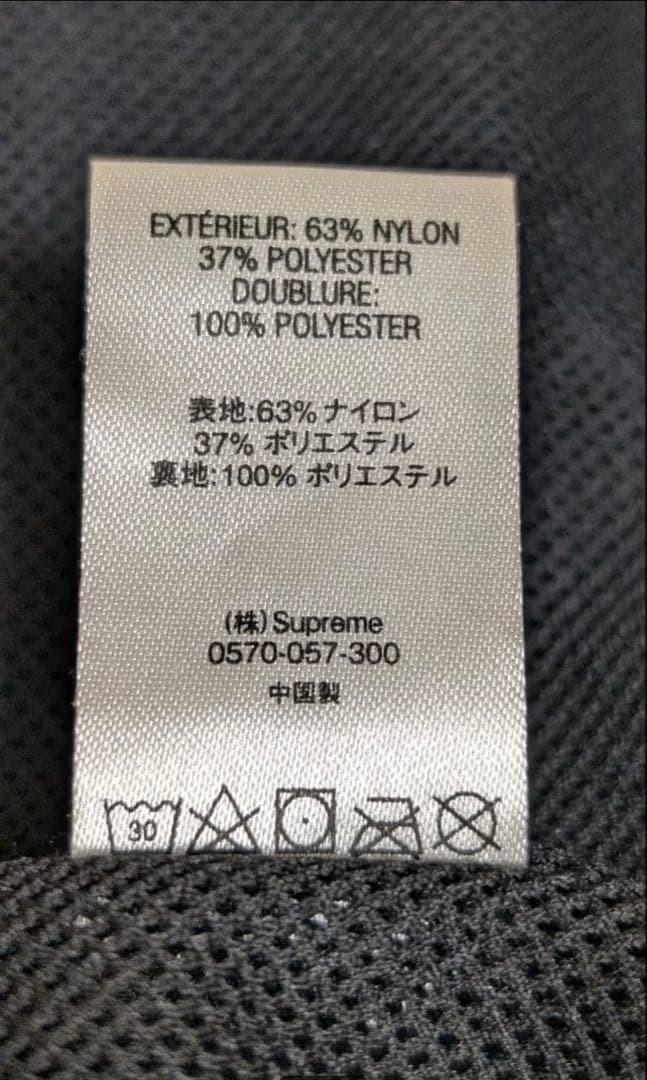 EXTÉRIEUR: 63% NYLON
37% POLYESTER
DOUBLURE:
100% POLYESTER
表地:63% ナイロン
37% ポリエステル
裏地:100% ポリエステル
(株)Supreme
0570-057-300
中国製
30